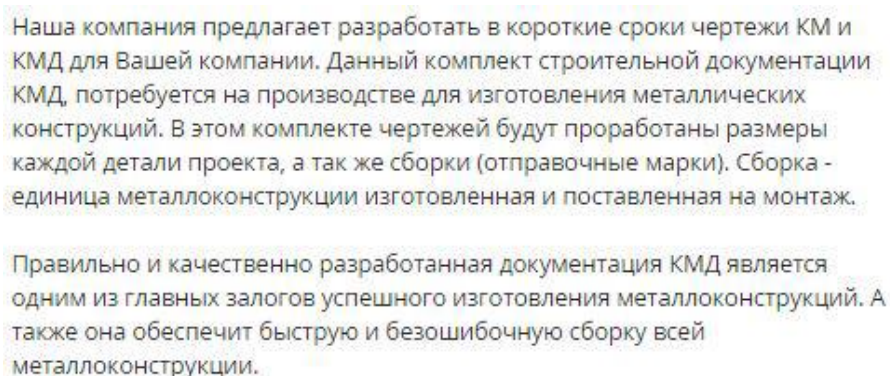 Наша компания предлагает разработать в короткие сроки чертежи КМ и
КМД для Вашей компании. Данный комплект строительной документации
КМД, потребуется на производстве для изготовления металлических
конструкций. В этом комплекте чертежей будут проработаны размеры
каждой детали проекта, а так же сборки (отправочные марки). Сборка -
единица металлоконструкции изготовленная и поставленная на монтаж.
Правильно и качественно разработанная документация КМД является
одним из главных залогов успешного изготовления металлоконструкций. А
также она обеспечит быструю и безошибочную сборку всей
металлоконструкции.